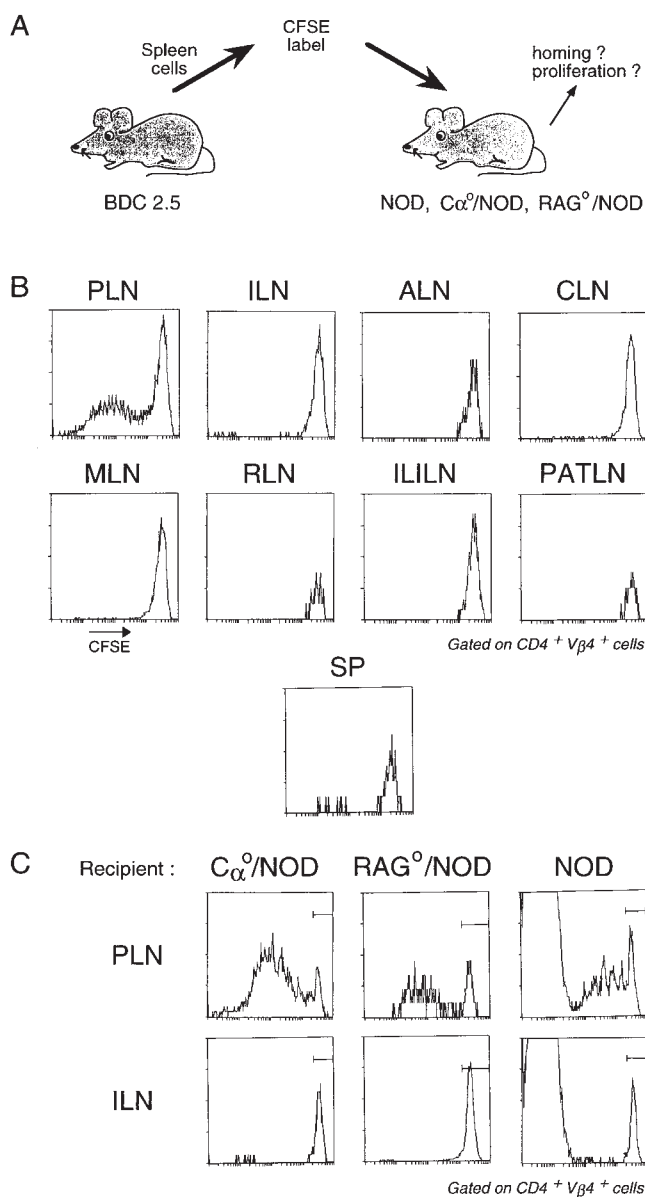 A
Spleen cells
CFSE label
homing ?
proliferation ?
BDC 2.5
NOD, Cα°/NOD, RAG°/NOD
B
PLN ILN ALN CLN
MLN RLN ILILN PATLN
CFSE
Gated on CD4 + Vβ4 + cells
SP
C
Recipient : Cα°/NOD RAG°/NOD NOD
PLN
ILN
Gated on CD4 + Vβ4 + cells